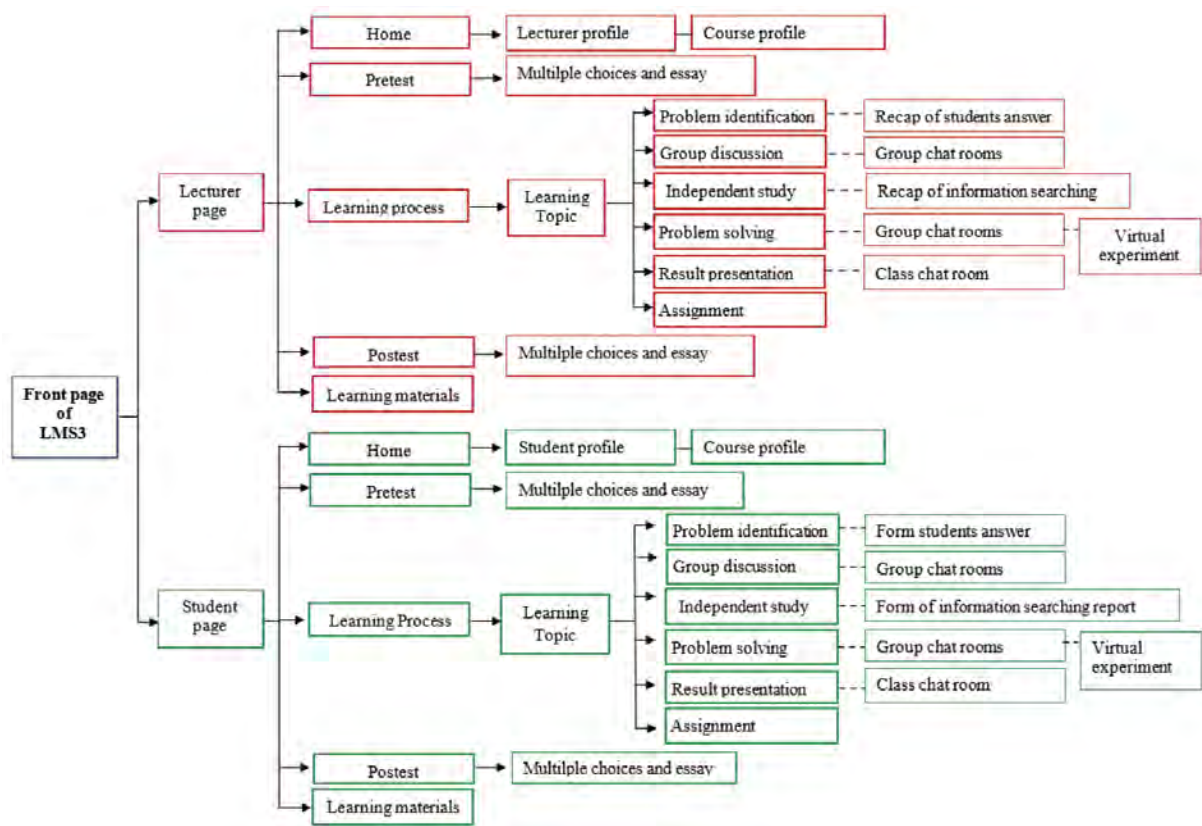 Front page
of
LMS3
Lecturer
page
Home
Lecturer profile
Course profile
Pretest
Multilple choices and essay
Learning process
Learning
Topic
Problem identification
Recap of students answer
Group discussion
Group chat rooms
Independent study
Recap of information searching
Problem solving
Group chat rooms
Virtual
experiment
Result presentation
Class chat room
Assignment
Postest
Multilple choices and essay
Learning materials
Student
page
Home
Student profile
Course profile
Pretest
Multilple choices and essay
Learning Process
Learning
Topic
Problem identification
Form students answer
Group discussion
Group chat rooms
Independent study
Form of information searching report
Problem solving
Group chat rooms
Virtual
experiment
Result presentation
Class chat room
Assignment
Postest
Multilple choices and essay
Learning materials